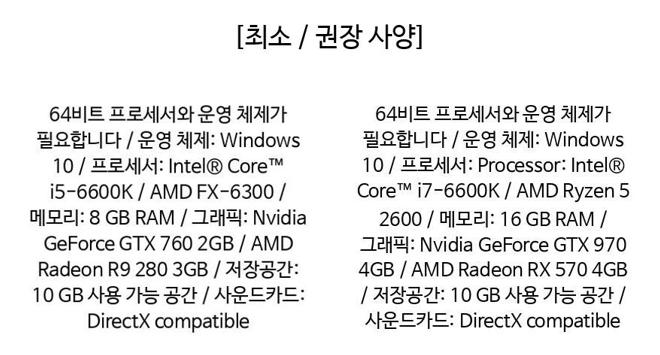 [최소 / 권장 사양]
64비트 프로세서와 운영 체제가
필요합니다 / 운영 체제: Windows
10 / 프로세서: Intel® Core™
i5-6600K / AMD FX-6300 /
메모리: 8 GB RAM / 그래픽: Nvidia
GeForce GTX 760 2GB / AMD
Radeon R9 280 3GB / 저장공간:
10 GB 사용 가능 공간 / 사운드카드:
DirectX compatible
64비트 프로세서와 운영 체제가
필요합니다 / 운영 체제: Windows
10 / 프로세서: Processor: Intel®
Core™ i7-6600K / AMD Ryzen 5
2600 / 메모리: 16 GB RAM /
그래픽: Nvidia GeForce GTX 970
4GB / AMD Radeon RX 570 4GB
/ 저장공간: 10 GB 사용 가능 공간 /
사운드카드: DirectX compatible